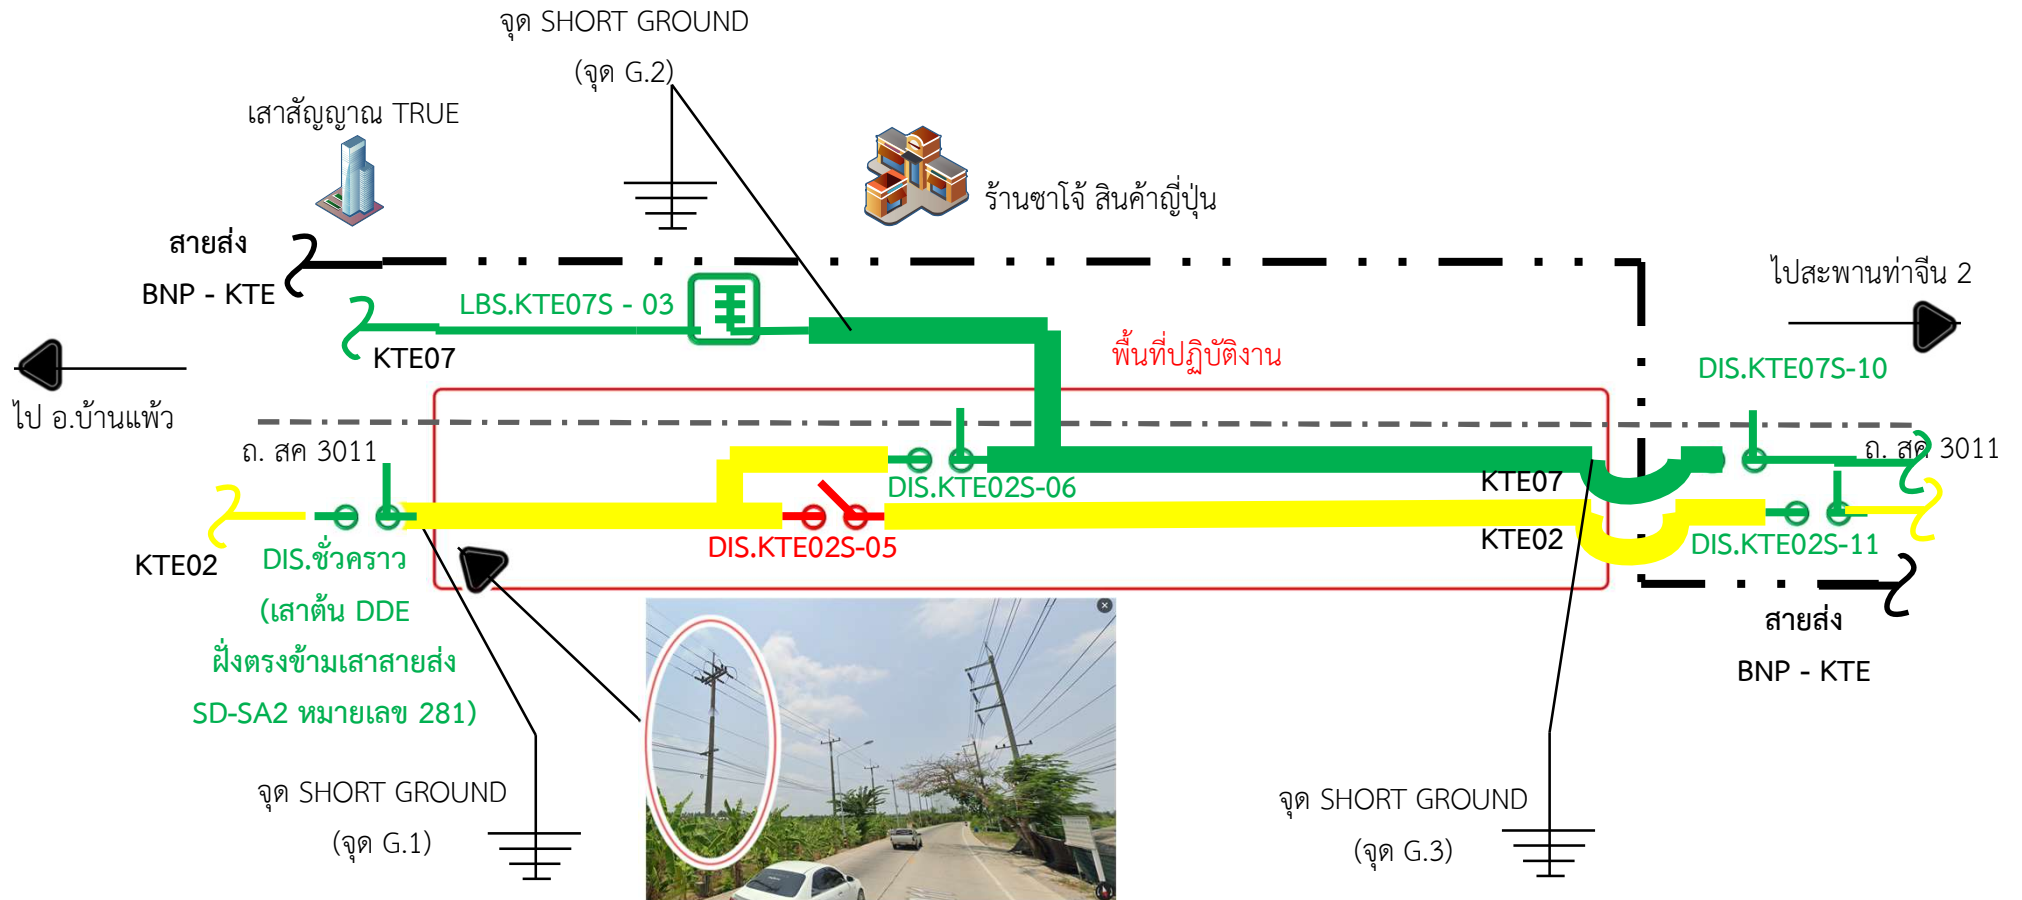 จุด SHORT GROUND
(จุด G.2)
เสาสัญญาณ TRUE
ร้านซาโจ้ สินค้าญี่ปุ่น
สายส่ง
BNP - KTE
ไปสะพานท่าจีน 2
LBS.KTE07S - 03
KTE07
พื้นที่ปฏิบัติงาน
DIS.KTE07S-10
ไป อ.บ้านแพ้ว
ถ. สค 3011
ถ. สค 3011
DIS.KTE02S-06
KTE07
KTE02
DIS.ชั่วคราว
(เสาต้น DDE
ฝั่งตรงข้ามเสาสายส่ง
SD-SA2 หมายเลข 281)
DIS.KTE02S-05
KTE02
DIS.KTE02S-11
สายส่ง
BNP - KTE
จุด SHORT GROUND
(จุด G.1)
จุด SHORT GROUND
(จุด G.3)